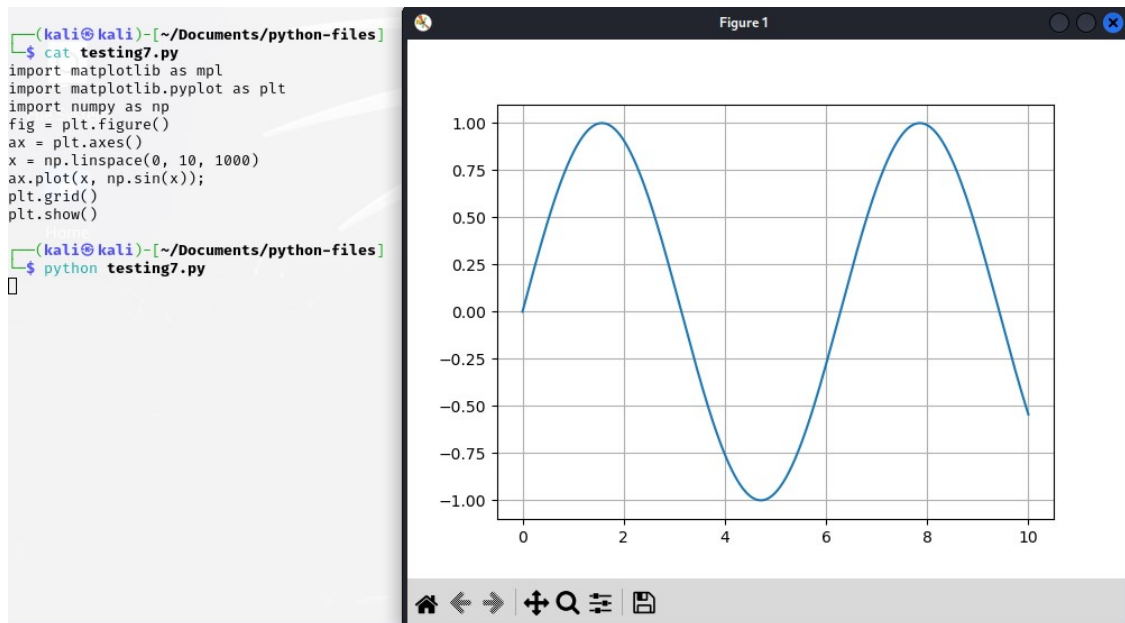 (kali㉿kali)-[~/Documents/python-files]
$ cat testing7.py
import matplotlib as mpl
import matplotlib.pyplot as plt
import numpy as np
fig = plt.figure()
ax = plt.axes()
x = np.linspace(0, 10, 1000)
ax.plot(x, np.sin(x));
plt.grid()
plt.show()
Home
(kali㉿kali)-[~/Documents/python-files]
$ python testing7.py
Figure 1
1.00
0.75
0.50
0.25
0.00
−0.25
−0.50
−0.75
−1.00
0 2 4 6 8 10